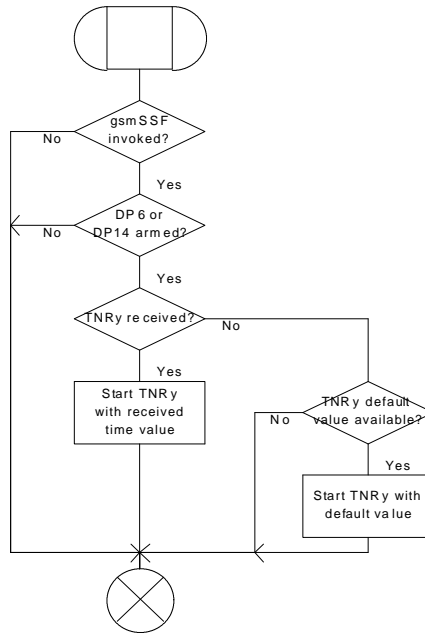 gsmSSF
invoked?
No
Yes
DP6 or
DP14 armed?
No
Yes
TNRy received?
No
Yes
Start TNRy
with received
time value
TNRy default
value available?
No
Yes
Start TNRy with
default value